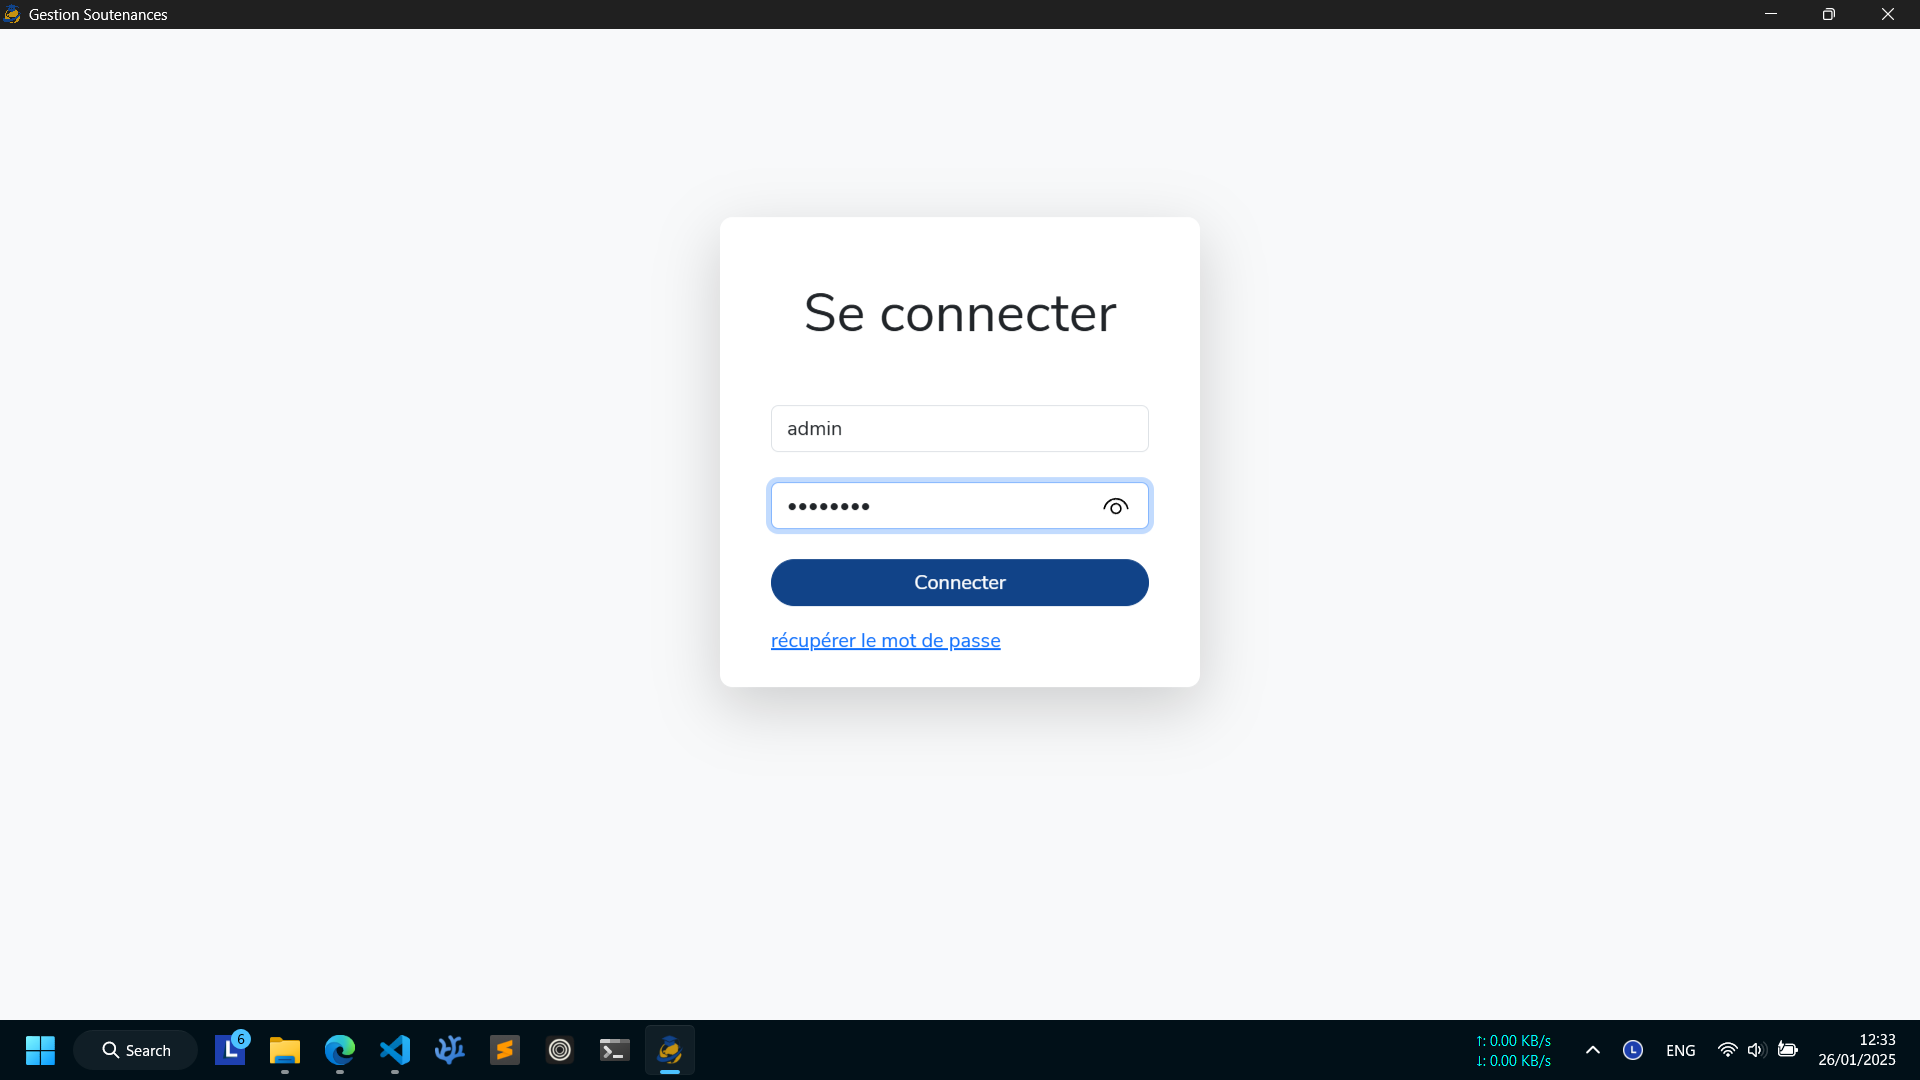 Gestion Soutenances
Se connecter
admin
••••••••
Connecter
récupérer le mot de passe
Search
L
6
↑: 0.00 KB/s
↓: 0.00 KB/s
L
ENG
12:33
26/01/2025